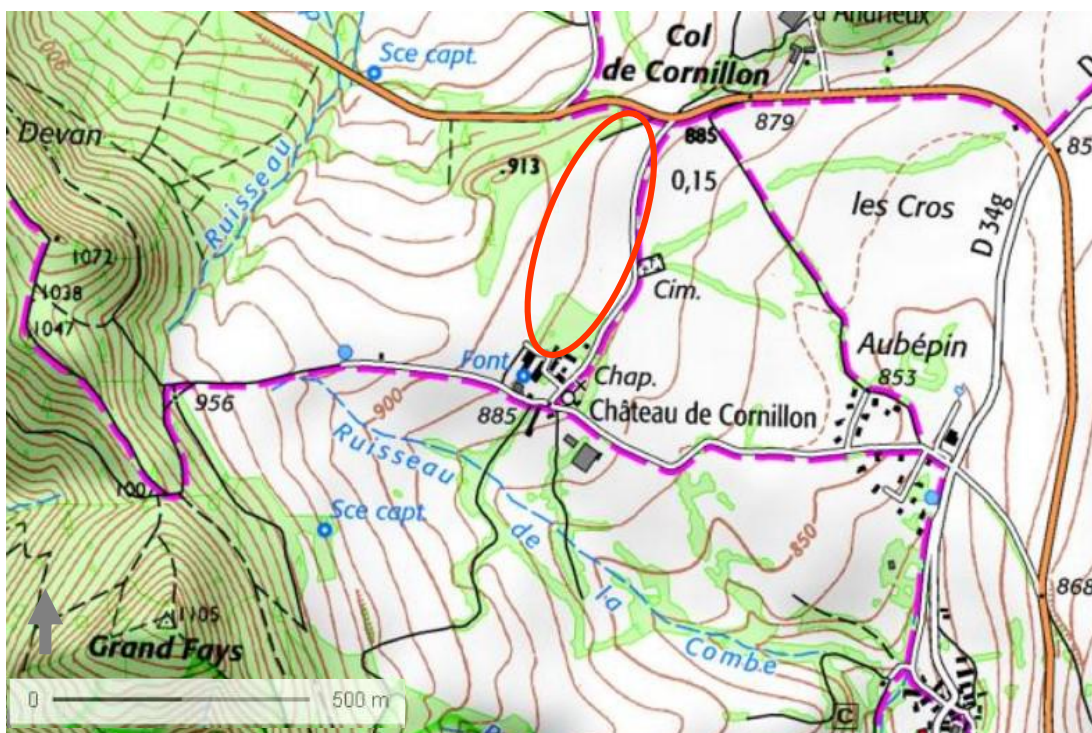 d'Andrieux
Sce capt.
Col
de Cornillon
900
Devan
Ruisseau
879
885
913
0,15
les Cros
D 34g
1072
1038
1047
Cim.
Aubépin
853
Font
Chap.
956
900
885
Château de Cornillon
Ruisseau
de
la
Combe
Sce capt.
850
868
1105
Grand Fays
C
0
500 m